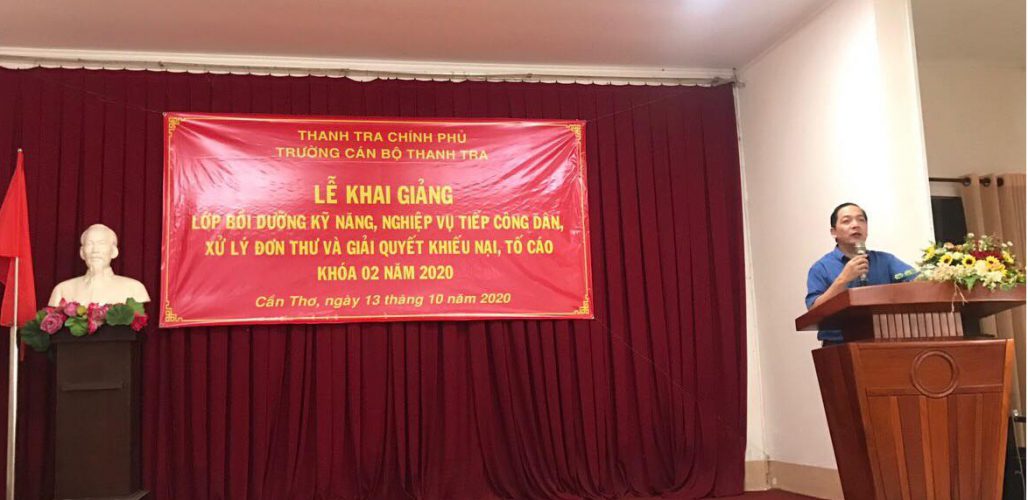 THANH TRA CHÍNH PHỦ
TRƯỜNG CÁN BỘ THANH TRA
LỄ KHAI GIẢNG
LỚP BỒI DƯỠNG KỸ NĂNG, NGHIỆP VỤ TIẾP CÔNG DÂN,
XỬ LÝ ĐƠN THƯ VÀ GIẢI QUYẾT KHIẾU NẠI, TỐ CÁO
KHÓA 02 NĂM 2020
Cần Thơ, ngày 13 tháng 10 năm 2020